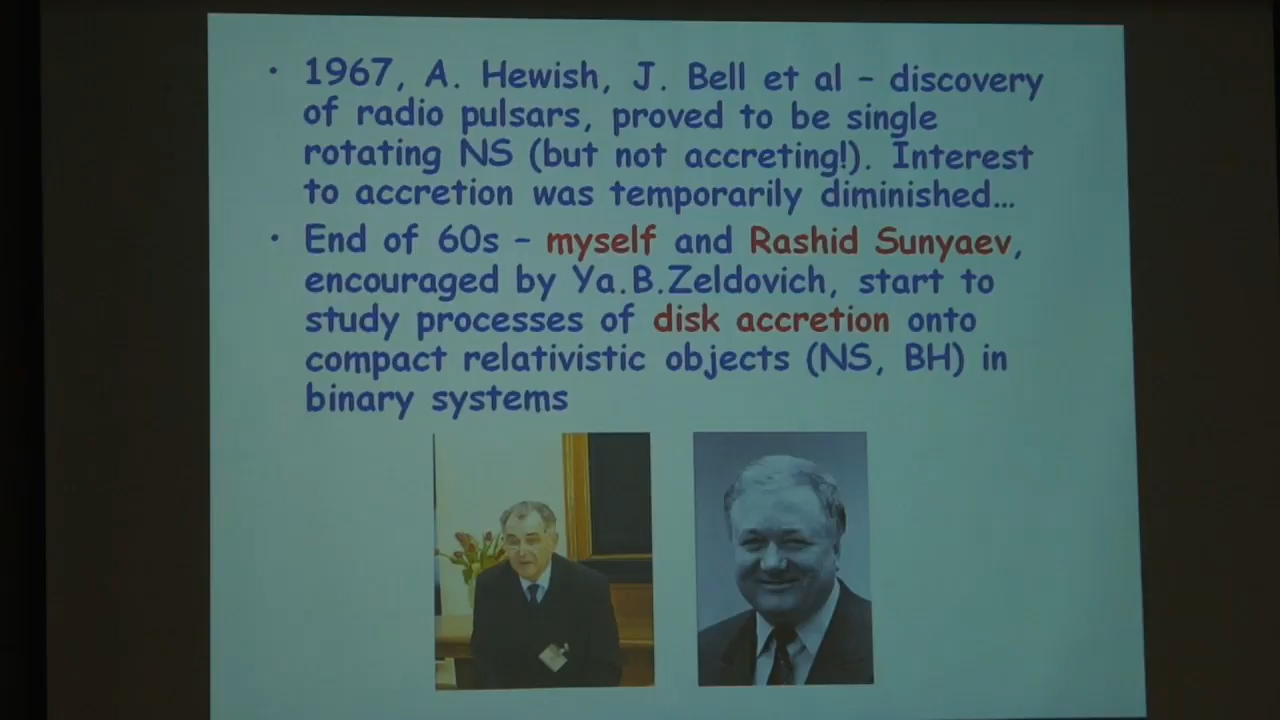 • 1967, A. Hewish, J. Bell et al – discovery
of radio pulsars, proved to be single
rotating NS (but not accreting!). Interest
to accretion was temporarily diminished…
• End of 60s – myself and Rashid Sunyaev,
encouraged by Ya.B.Zeldovich, start to
study processes of disk accretion onto
compact relativistic objects (NS, BH) in
binary systems